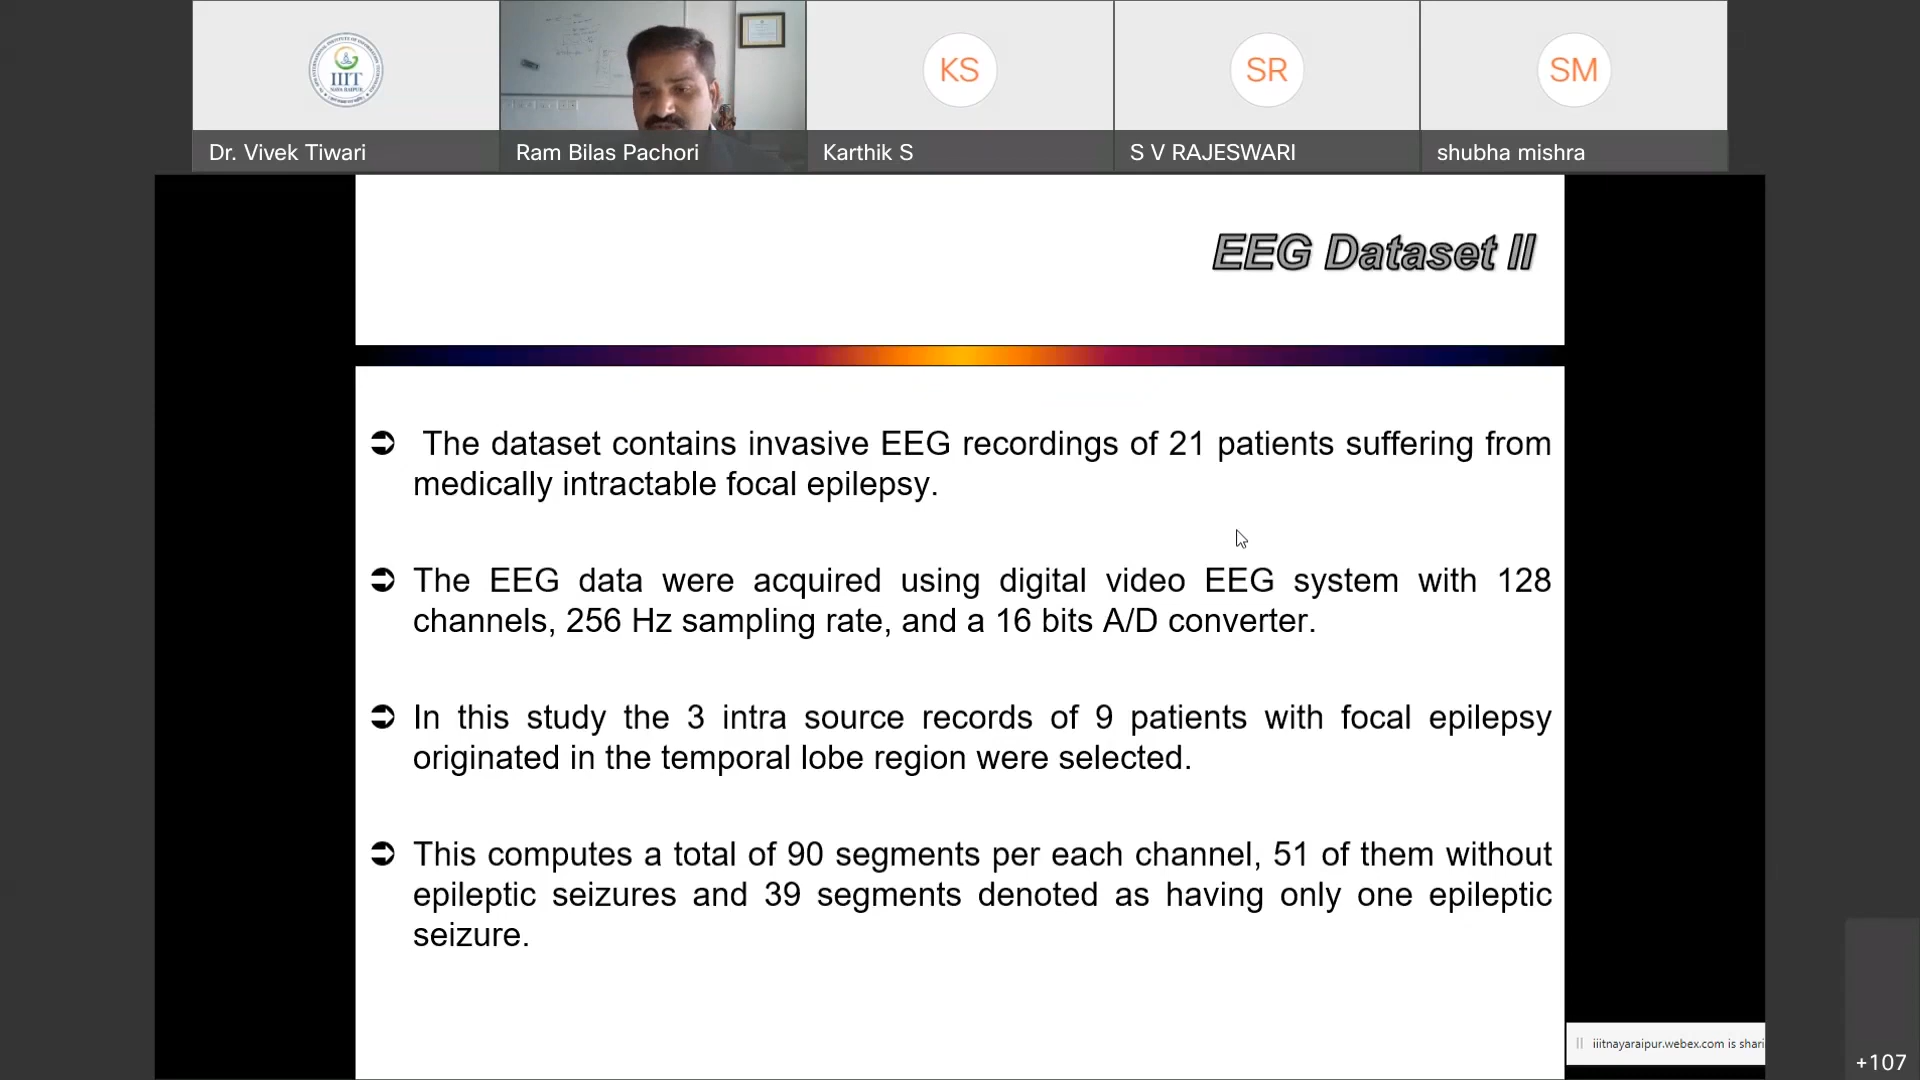 IIIT
NAYA RAIPUR
KS
SR
SM
Dr. Vivek Tiwari
Ram Bilas Pachori
Karthik S
S V RAJESWARI
shubha mishra
EEG Dataset II
➲ The dataset contains invasive EEG recordings of 21 patients suffering from
medically intractable focal epilepsy.
➲ The EEG data were acquired using digital video EEG system with 128
channels, 256 Hz sampling rate, and a 16 bits A/D converter.
➲ In this study the 3 intra source records of 9 patients with focal epilepsy
originated in the temporal lobe region were selected.
➲ This computes a total of 90 segments per each channel, 51 of them without
epileptic seizures and 39 segments denoted as having only one epileptic
seizure.
iiitnayaraipur.webex.com is shari
+107